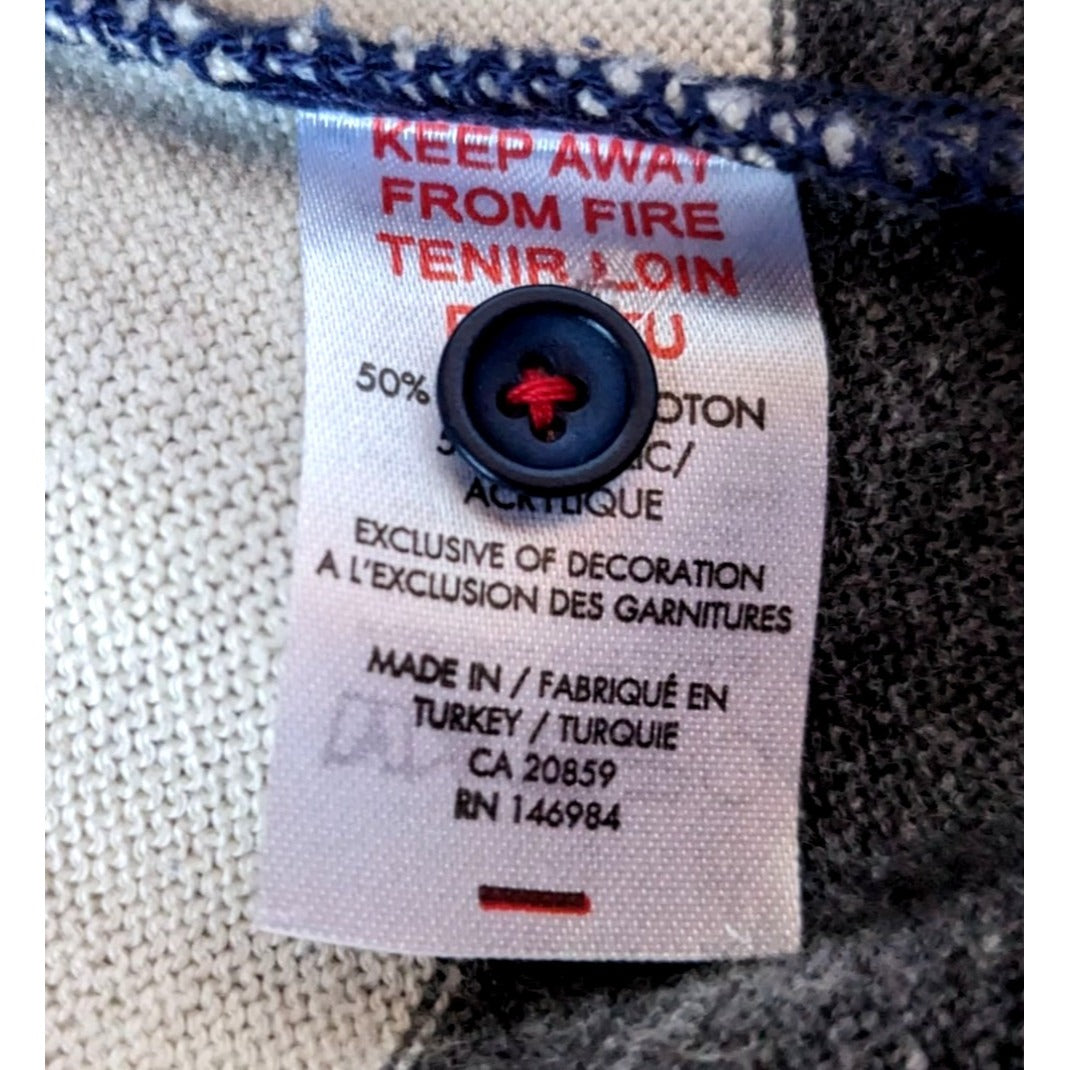 KEEP AWAY
FROM FIRE
TENIR LOIN
50% OTON
ACRYLIQUE
EXCLUSIVE OF DECORATION
A L'EXCLUSION DES GARNITURES
MADE IN / FABRIQUÉ EN
TURKEY / TURQUIE
CA 20859
RN 146984